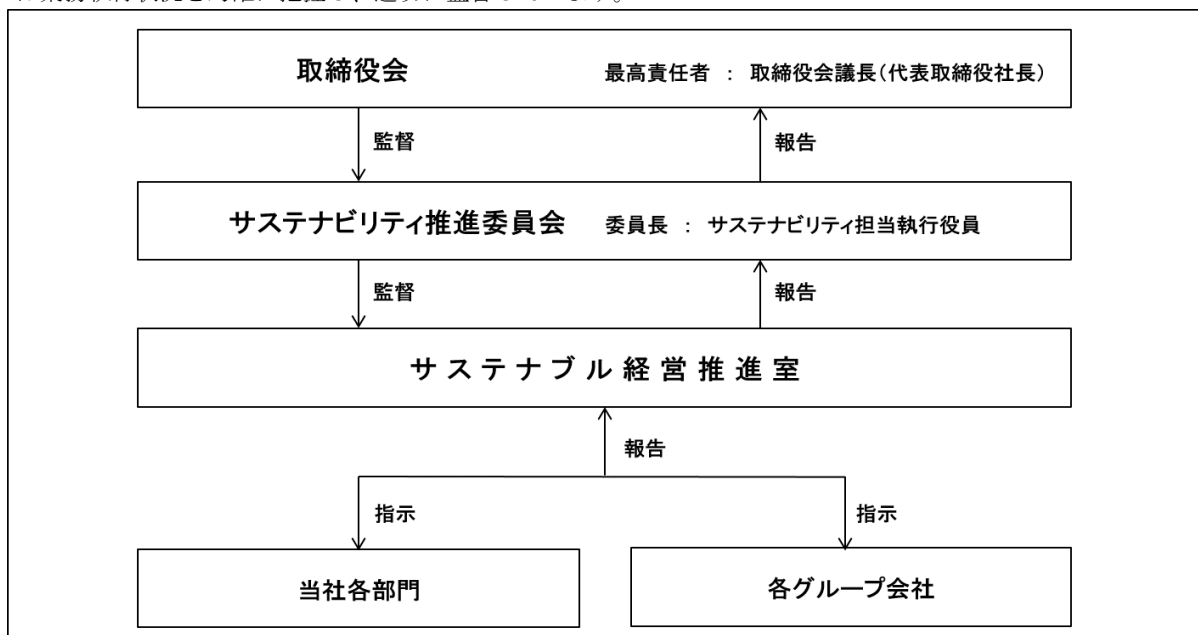 取締役会 最高責任者 : 取締役会議長(代表取締役社長)
監督 報告
サステナビリティ推進委員会 委員長 : サステナビリティ担当執行役員
監督 報告
サステナブル経営推進室
報告
指示 指示
当社各部門 各グループ会社